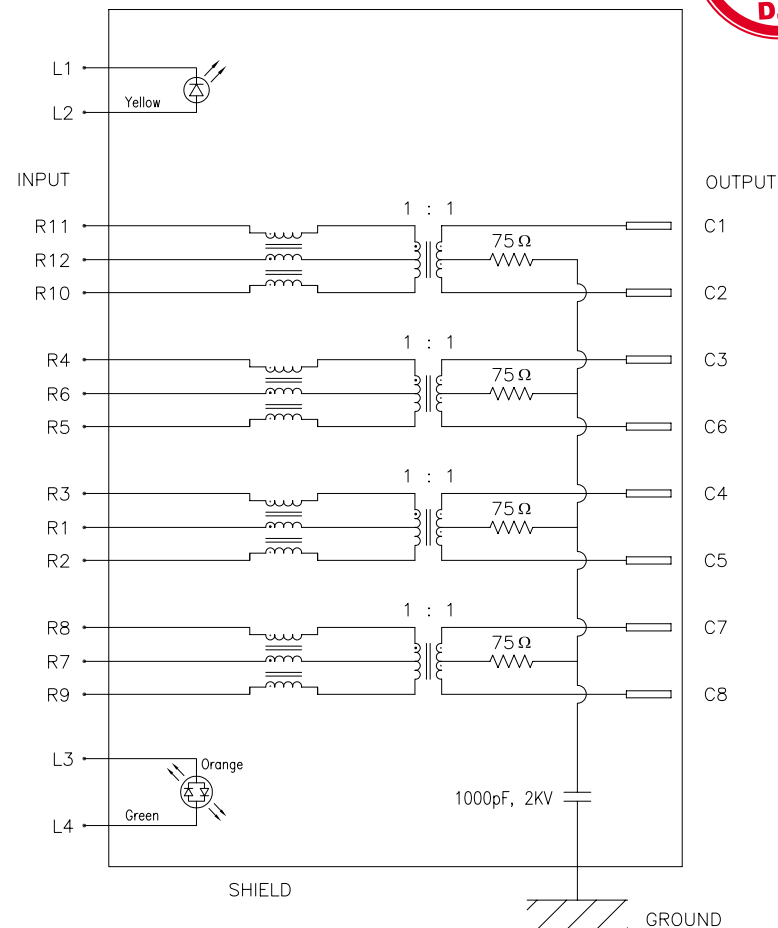 D.
L1
L2
Yellow
INPUT
OUTPUT
1 : 1
R11
75Ω
C1
R12
R10
C2
1 : 1
R4
75Ω
C3
R6
R5
C6
1 : 1
R3
75Ω
C4
R1
R2
C5
1 : 1
R8
75Ω
C7
R7
R9
C8
L3
Orange
Green
L4
1000pF, 2KV
SHIELD
GROUND